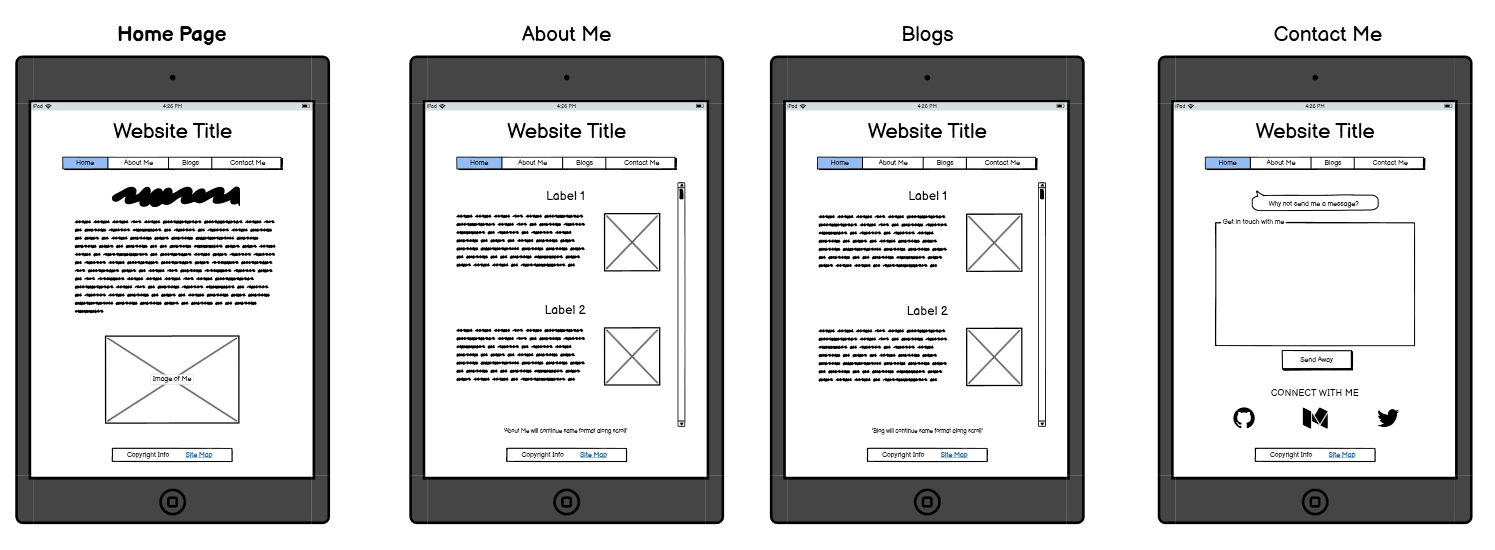 Home Page
iPad 4:26 PM
Website Title
Home About Me Blogs Contact Me
Image of Me
Copyright Info Site Map
About Me
iPad 4:26 PM
Website Title
Home About Me Blogs Contact Me
Label 1
Label 2
"About Me will continue same format along scroll"
Copyright Info Site Map
Blogs
iPad 4:26 PM
Website Title
Home About Me Blogs Contact Me
Label 1
Label 2
"Blog will continue same format along scroll"
Copyright Info Site Map
Contact Me
iPad 4:26 PM
Website Title
Home About Me Blogs Contact Me
Why not send me a message?
Get in touch with me
Send Away
CONNECT WITH ME
Copyright Info Site Map